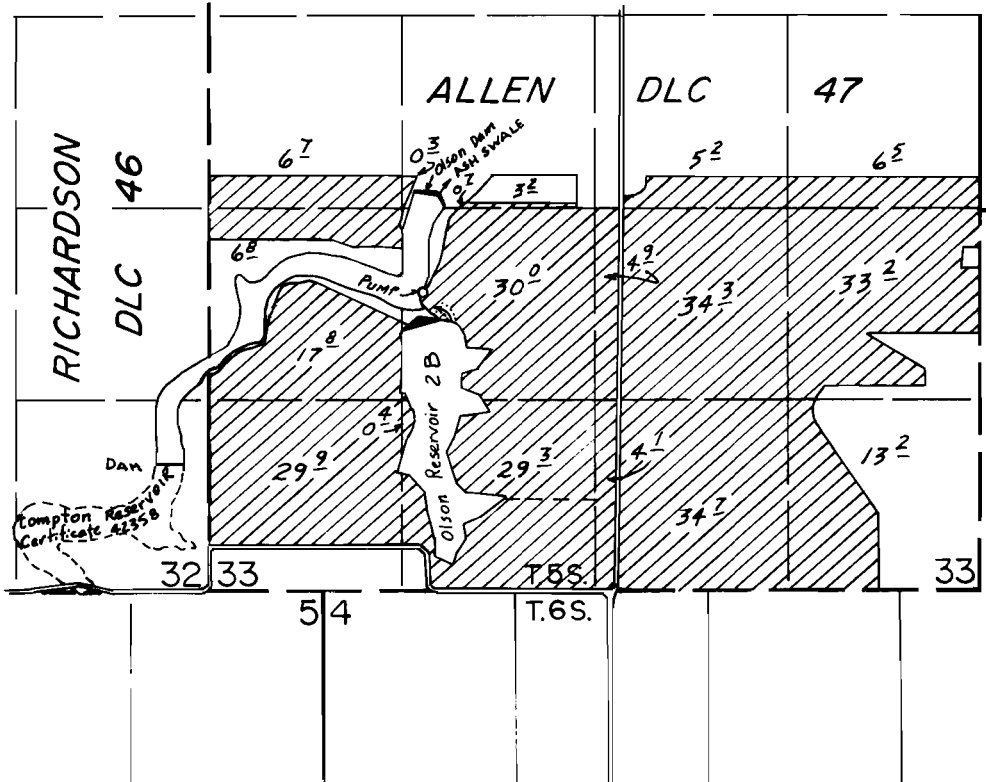 ALLEN DLC 47
RICHARDSON
DLC 46
6 7
0 3
Olson Dam
ASH SWALE
0 2
3 2
5 2
6 5
6 8
PUMP
30 0
4 9
34 3
33 2
17 8
Olson Reservoir 2B
0 4
29 9
29 3
4 1
34 7
13 2
DAM
Compton Reservoir
Certificate 42358
32 33
T.5S.
33
5 4
T.6S.